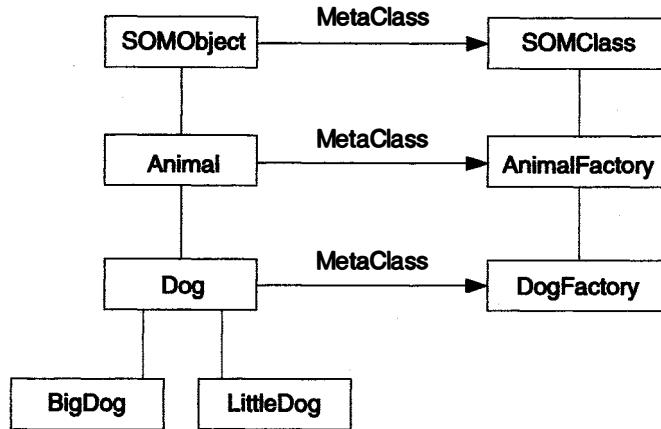 MetaClass
SOMObject
SOMClass
MetaClass
Animal
AnimalFactory
MetaClass
Dog
DogFactory
BigDog
LittleDog